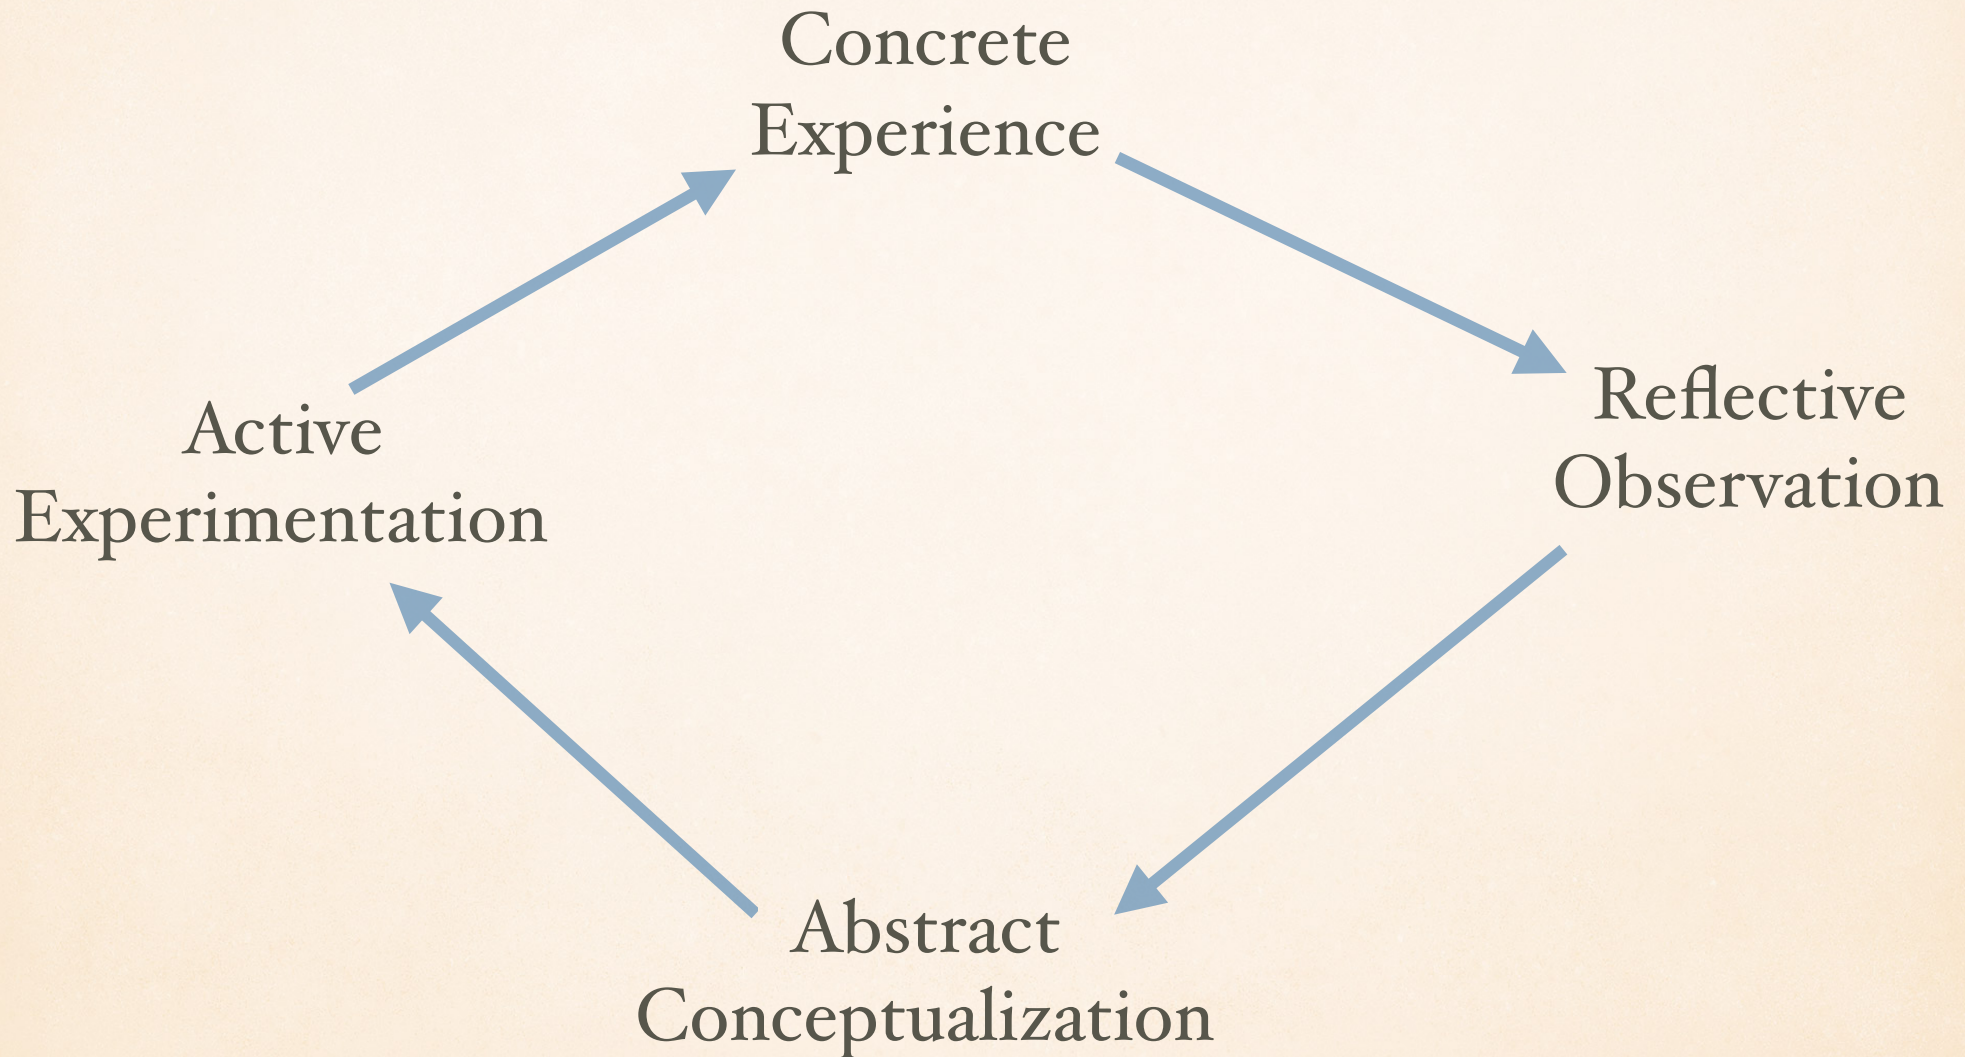 Concrete
Experience
Reflective
Observation
Abstract
Conceptualization
Active
Experimentation